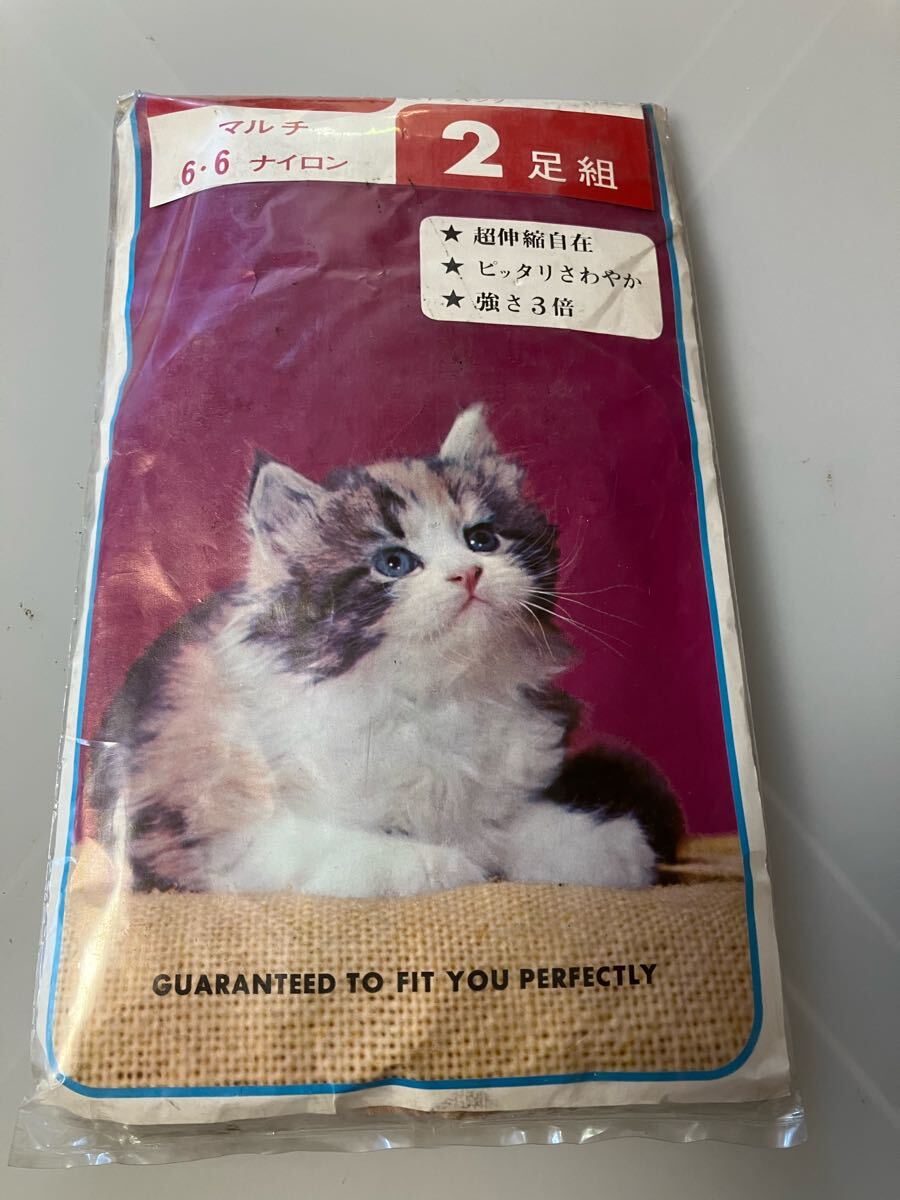 マルチ
6・6 ナイロン
2 足組
★ 超伸縮自在
★ ピッタリさわやか
★ 強さ3倍
GUARANTEED TO FIT YOU PERFECTLY